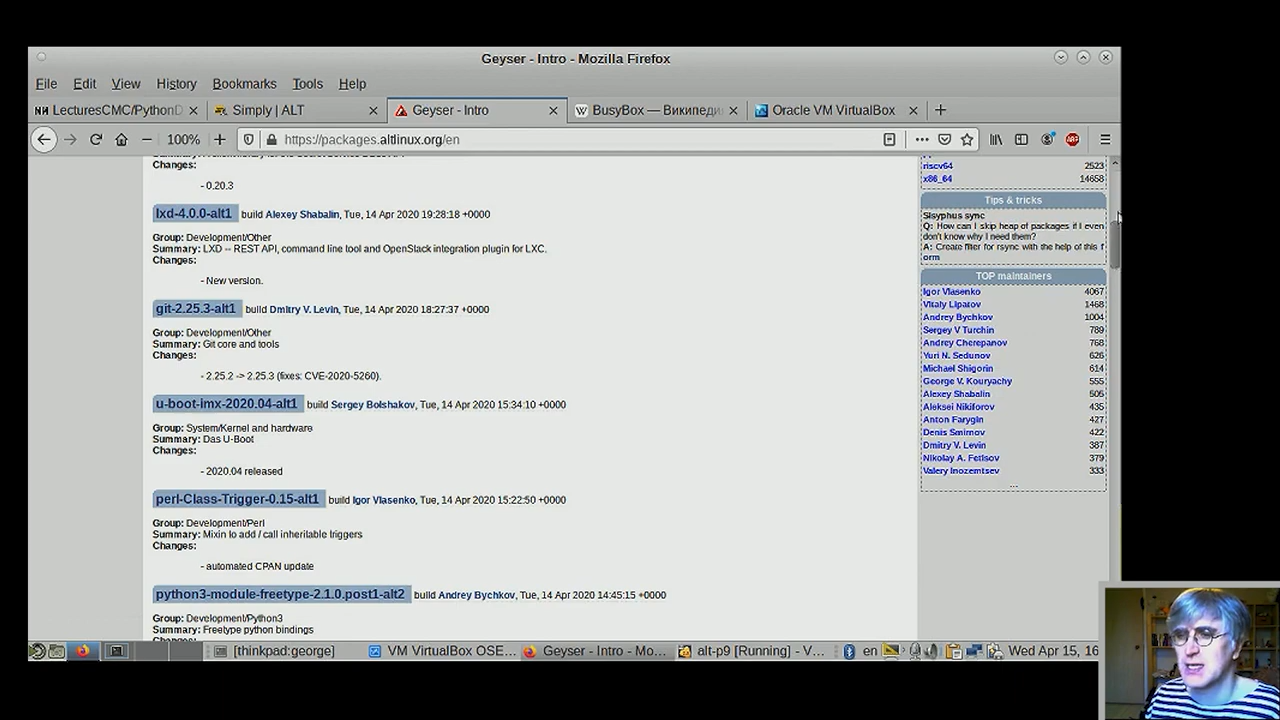 Geyser - Intro - Mozilla Firefox
File Edit View History Bookmarks Tools Help
LecturesCMC/PythonD
Simply | ALT
Geyser - Intro
BusyBox — Википедия
Oracle VM VirtualBox
100%
https://packages.altlinux.org/en
Changes:
- 0.20.3
lxd-4.0.0-alt1 build Alexey Shabalin, Tue, 14 Apr 2020 19:28:18 +0000
Group: Development/Other
Summary: LXD -- REST API, command line tool and OpenStack integration plugin for LXC.
Changes:
- New version.
git-2.25.3-alt1 build Dmitry V. Levin, Tue, 14 Apr 2020 18:27:37 +0000
Group: Development/Other
Summary: Git core and tools
Changes:
- 2.25.2 -> 2.25.3 (fixes: CVE-2020-5260).
u-boot-imx-2020.04-alt1 build Sergey Bolshakov, Tue, 14 Apr 2020 15:34:10 +0000
Group: System/Kernel and hardware
Summary: Das U-Boot
Changes:
- 2020.04 released
perl-Class-Trigger-0.15-alt1 build Igor Vlasenko, Tue, 14 Apr 2020 15:22:50 +0000
Group: Development/Perl
Summary: Mixin to add / call inheritable triggers
Changes:
- automated CPAN update
python3-module-freetype-2.1.0.post1-alt2 build Andrey Bychkov, Tue, 14 Apr 2020 14:45:15 +0000
Group: Development/Python3
Summary: Freetype python bindings
riscv64 2523
x86_64 14658
Tips & tricks
Sisyphus sync
Q: How can I skip heap of packages if I even
don't know why I need them?
A: Create filter for rsync with the help of this f
orm
TOP maintainers
Igor Vlasenko 4067
Vitaly Lipatov 1468
Andrey Bychkov 1004
Sergey V Turchin 789
Andrey Cherepanov 768
Yuri N. Sedunov 626
Michael Shigorin 614
George V. Kouryachy 555
Alexey Shabalin 505
Aleksei Nikiforov 435
Anton Farygin 427
Denis Smirnov 422
Dmitry V. Levin 387
Nikolay A. Fetisov 379
Valery Inozemtsev 333
...
[thinkpad:george]
VM VirtualBox OSE...
Geyser - Intro - Mo...
alt-p9 [Running] - V...
en
Wed Apr 15, 16